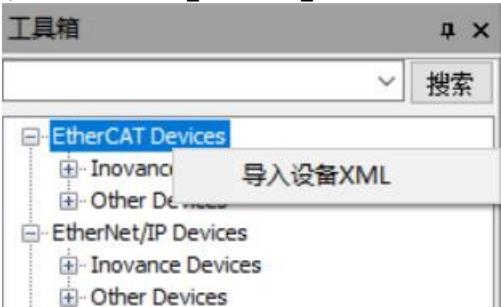 工具箱
搜索
EtherCAT Devices
Inovance
导入设备XML
Other Devices
EtherNet/IP Devices
Inovance Devices
Other Devices